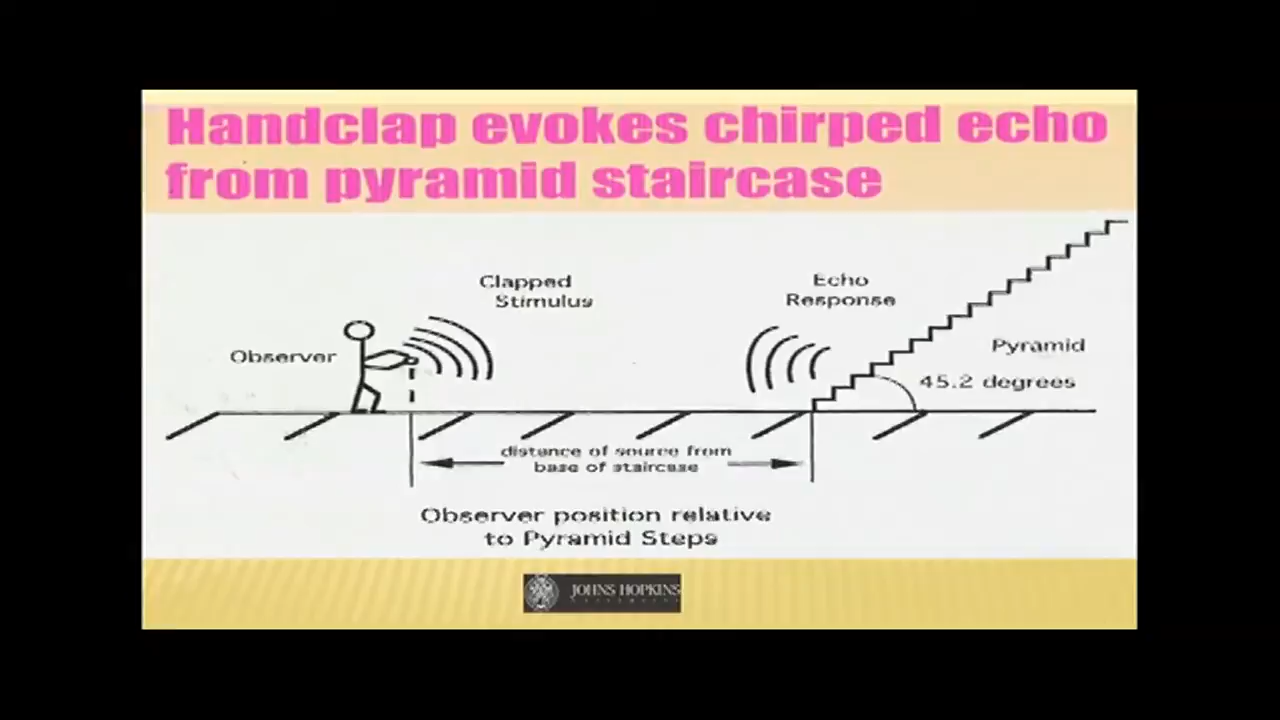 Handclap evokes chirped echo
from pyramid staircase
Clapped
Stimulus
Echo
Response
Observer
Pyramid
45.2 degrees
distance of source from
base of staircase
Observer position relative
to Pyramid Steps
JOHNS HOPKINS
UNIVERSITY